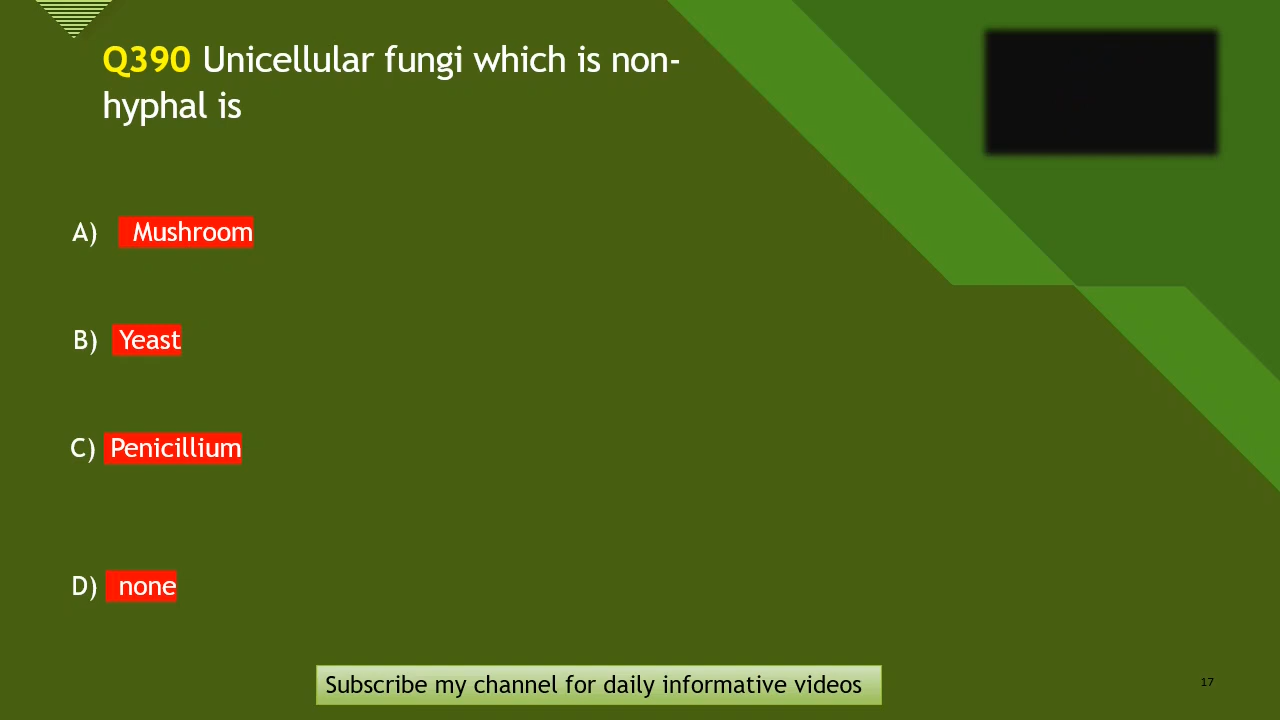 Q390 Unicellular fungi which is non-
hyphal is
A) Mushroom
B) Yeast
C) Penicillium
D) none
Subscribe my channel for daily informative videos
17